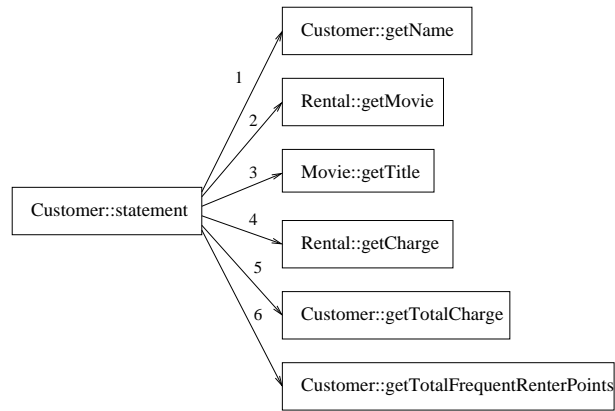 Customer::getName
1
Rental::getMovie
2
Movie::getTitle
3
Customer::statement
4
Rental::getCharge
5
Customer::getTotalCharge
6
Customer::getTotalFrequentRenterPoints